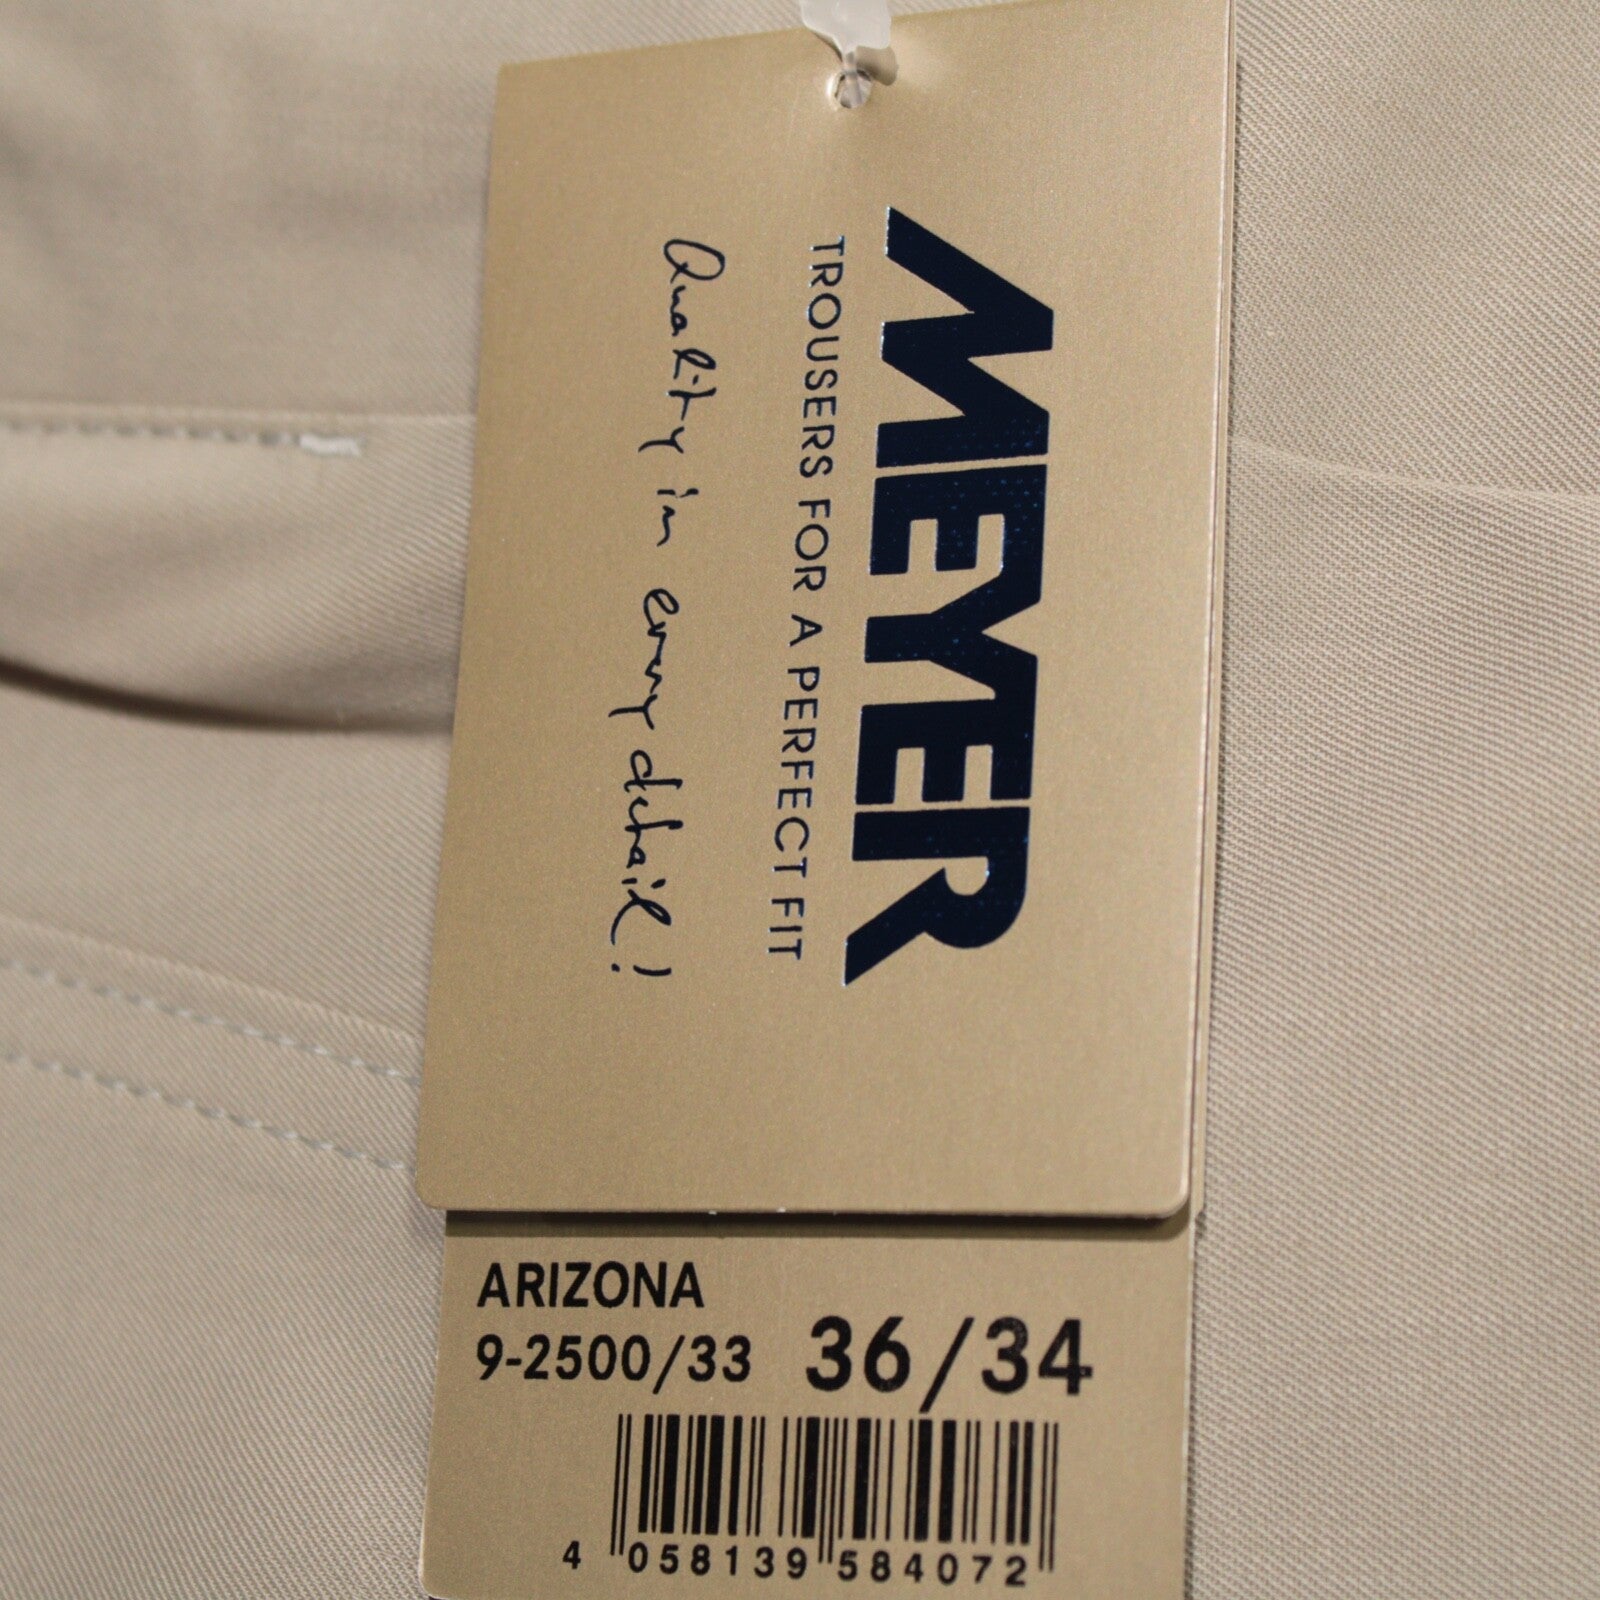 MEYER
TROUSERS FOR A PERFECT FIT
Quality in every detail!
ARIZONA
9-2500/33 36/34
4 058139 584072